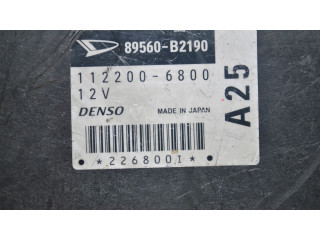 89560-B2190
112200-6800
12V
DENSO MADE IN JAPAN
A25
*226800I*